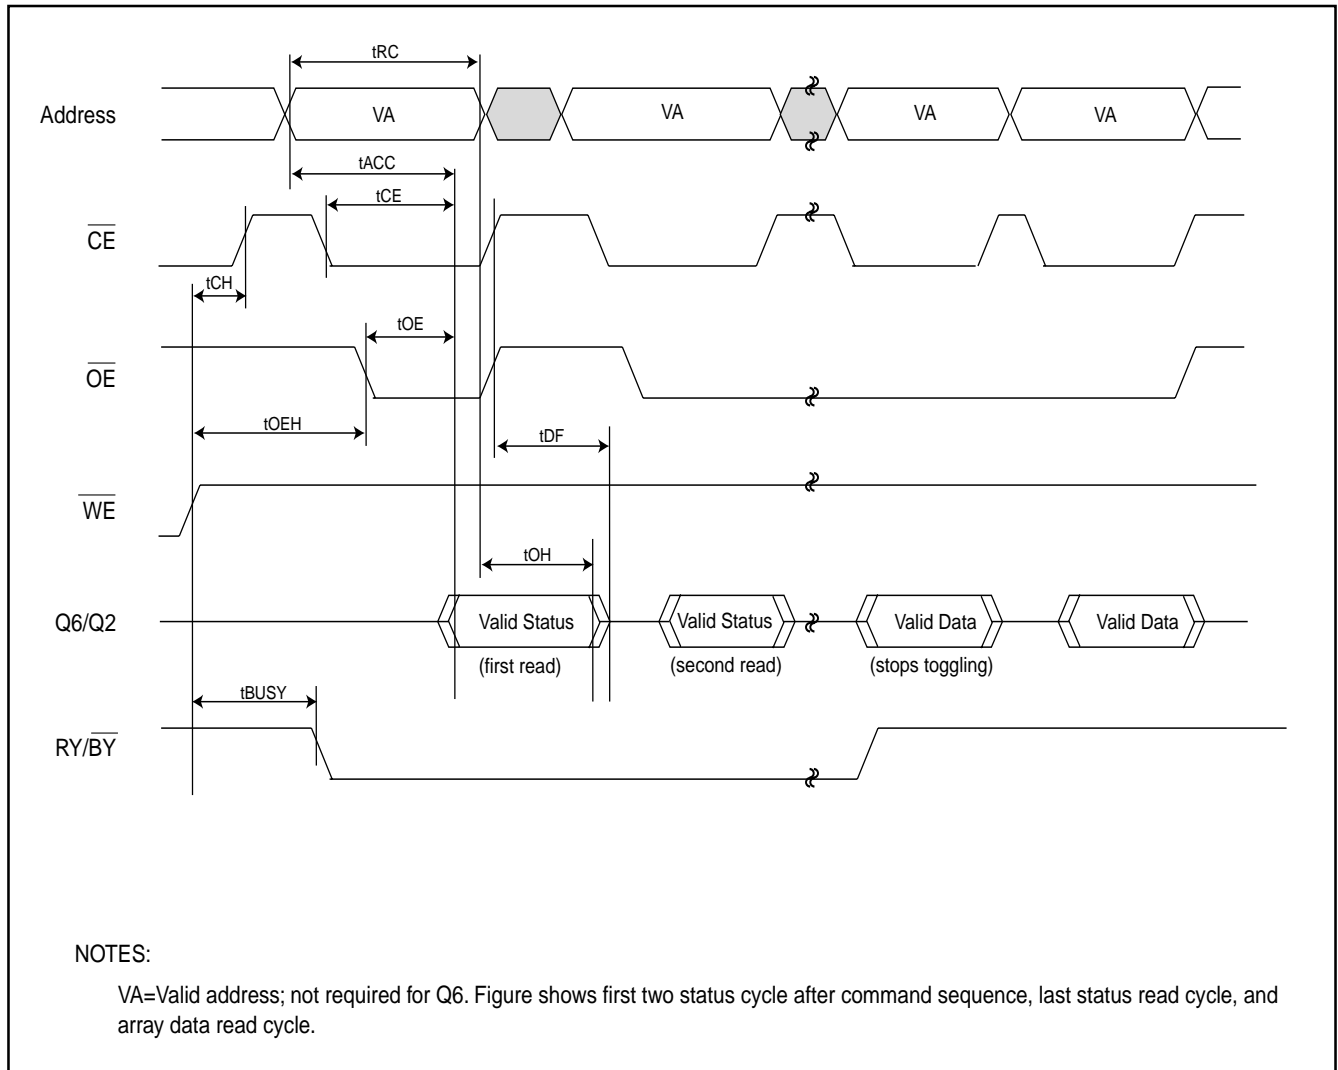 tRC
Address VA VA VA VA
tACC
tCE
CE
tCH
tOE
OE
tOEH
tDF
WE
tOH
Q6/Q2 Valid Status Valid Status Valid Data Valid Data
(first read) (second read) (stops toggling)
tBUSY
RY/BY
NOTES:
VA=Valid address; not required for Q6. Figure shows first two status cycle after command sequence, last status read cycle, and
array data read cycle.